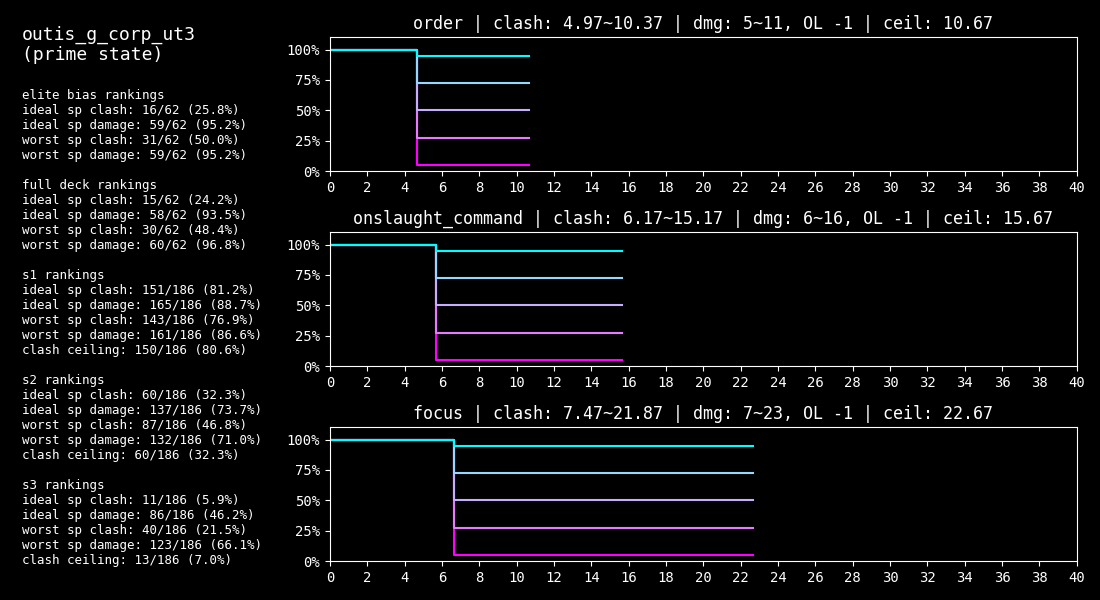 outis_g_corp_ut3
(prime state)
elite bias rankings
ideal sp clash: 16/62 (25.8%)
ideal sp damage: 59/62 (95.2%)
worst sp clash: 31/62 (50.0%)
worst sp damage: 59/62 (95.2%)
full deck rankings
ideal sp clash: 15/62 (24.2%)
ideal sp damage: 58/62 (93.5%)
worst sp clash: 30/62 (48.4%)
worst sp damage: 60/62 (96.8%)
s1 rankings
ideal sp clash: 151/186 (81.2%)
ideal sp damage: 165/186 (88.7%)
worst sp clash: 143/186 (76.9%)
worst sp damage: 161/186 (86.6%)
clash ceiling: 150/186 (80.6%)
s2 rankings
ideal sp clash: 60/186 (32.3%)
ideal sp damage: 137/186 (73.7%)
worst sp clash: 87/186 (46.8%)
worst sp damage: 132/186 (71.0%)
clash ceiling: 60/186 (32.3%)
s3 rankings
ideal sp clash: 11/186 (5.9%)
ideal sp damage: 86/186 (46.2%)
worst sp clash: 40/186 (21.5%)
worst sp damage: 123/186 (66.1%)
clash ceiling: 13/186 (7.0%)
order | clash: 4.97~10.37 | dmg: 5~11, OL -1 | ceil: 10.67
100%
75%
50%
25%
0%
0 2 4 6 8 10 12 14 16 18 20 22 24 26 28 30 32 34 36 38 40
onslaught_command | clash: 6.17~15.17 | dmg: 6~16, OL -1 | ceil: 15.67
100%
75%
50%
25%
0%
0 2 4 6 8 10 12 14 16 18 20 22 24 26 28 30 32 34 36 38 40
focus | clash: 7.47~21.87 | dmg: 7~23, OL -1 | ceil: 22.67
100%
75%
50%
25%
0%
0 2 4 6 8 10 12 14 16 18 20 22 24 26 28 30 32 34 36 38 40